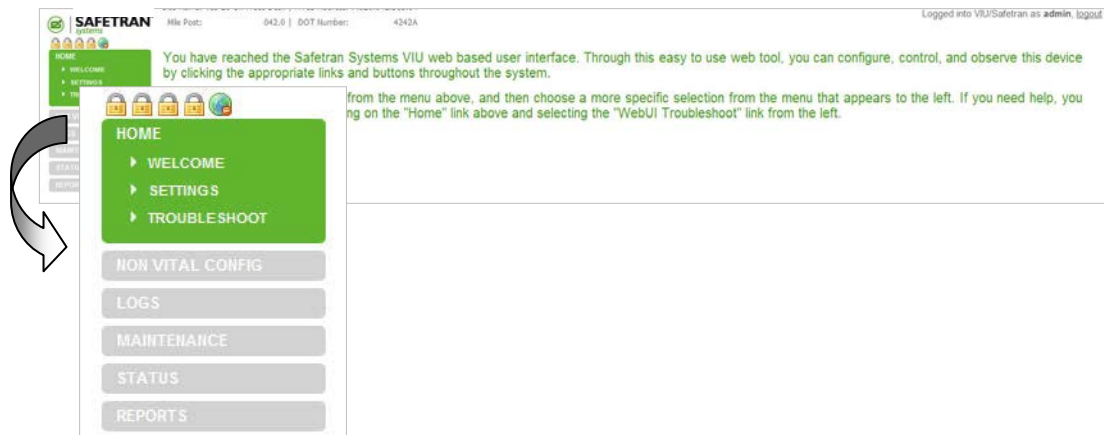 SAFETRAN
systems
Mile Post: 042.0 | DOT Number: 4242A
Logged into VIU/Safetran as admin, logout
HOME
WELCOME
SETTINGS
You have reached the Safetran Systems VIU web based user interface. Through this easy to use web tool, you can configure, control, and observe this device
by clicking the appropriate links and buttons throughout the system.
from the menu above, and then choose a more specific selection from the menu that appears to the left. If you need help, you
ng on the "Home" link above and selecting the "WebUI Troubleshoot" link from the left.
HOME
WELCOME
SETTINGS
TROUBLESHOOT
NON VITAL CONFIG
LOGS
MAINTENANCE
STATUS
REPORTS